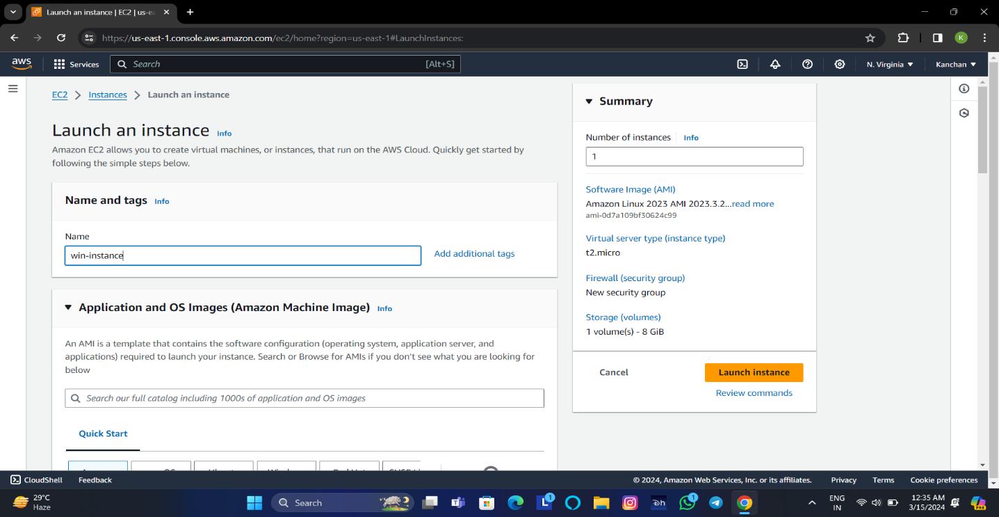 Launch an instance | EC2 | us-ea
https://us-east-1.console.aws.amazon.com/ec2/home?region=us-east-1#LaunchInstances:
K
aws
Services
Search
[Alt+S]
N. Virginia
Kanchan
EC2 > Instances > Launch an instance
Launch an instance Info
Amazon EC2 allows you to create virtual machines, or instances, that run on the AWS Cloud. Quickly get started by
following the simple steps below.
Name and tags Info
Name
win-instance
Add additional tags
Application and OS Images (Amazon Machine Image) Info
An AMI is a template that contains the software configuration (operating system, application server, and
applications) required to launch your instance. Search or Browse for AMIs if you don't see what you are looking for
below
Search our full catalog including 1000s of application and OS images
Quick Start
Summary
Number of instances Info
1
Software Image (AMI)
Amazon Linux 2023 AMI 2023.3.2...read more
ami-0d7a109bf30624c99
Virtual server type (instance type)
t2.micro
Firewall (security group)
New security group
Storage (volumes)
1 volume(s) - 8 GiB
Cancel
Launch instance
Review commands
CloudShell
Feedback
© 2024, Amazon Web Services, Inc. or its affiliates.
Privacy
Terms
Cookie preferences
29°C
Haze
Search
1
L
dh
1
ENG
IN
12:35 AM
3/15/2024
PRE